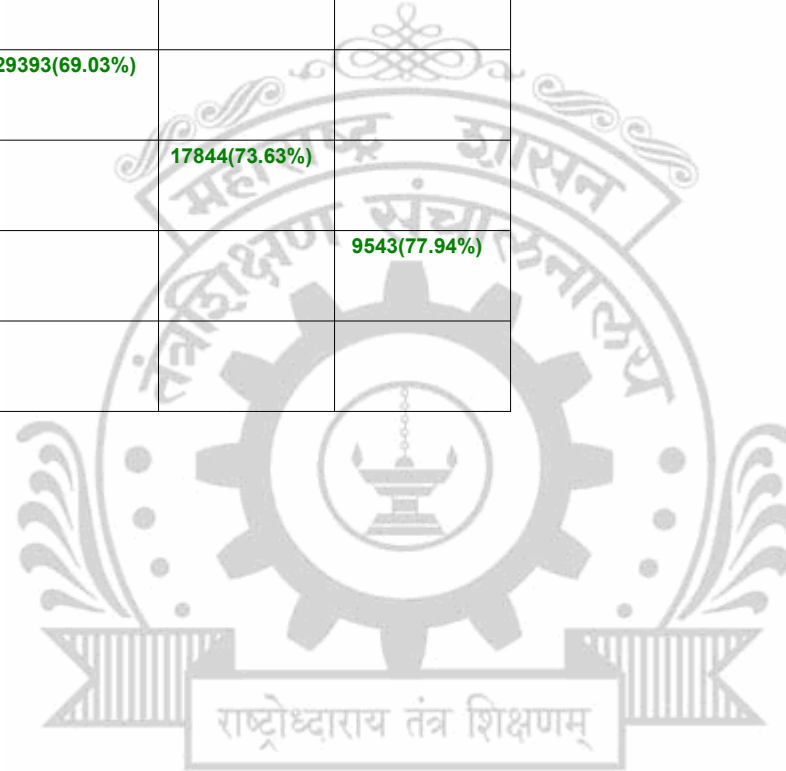 29393(69.03%)
17844(73.63%)
9543(77.94%)
महाराष्ट्र शासन
तंत्रशिक्षण संचालनालय
राष्ट्रोध्दाराय तंत्र शिक्षणम्